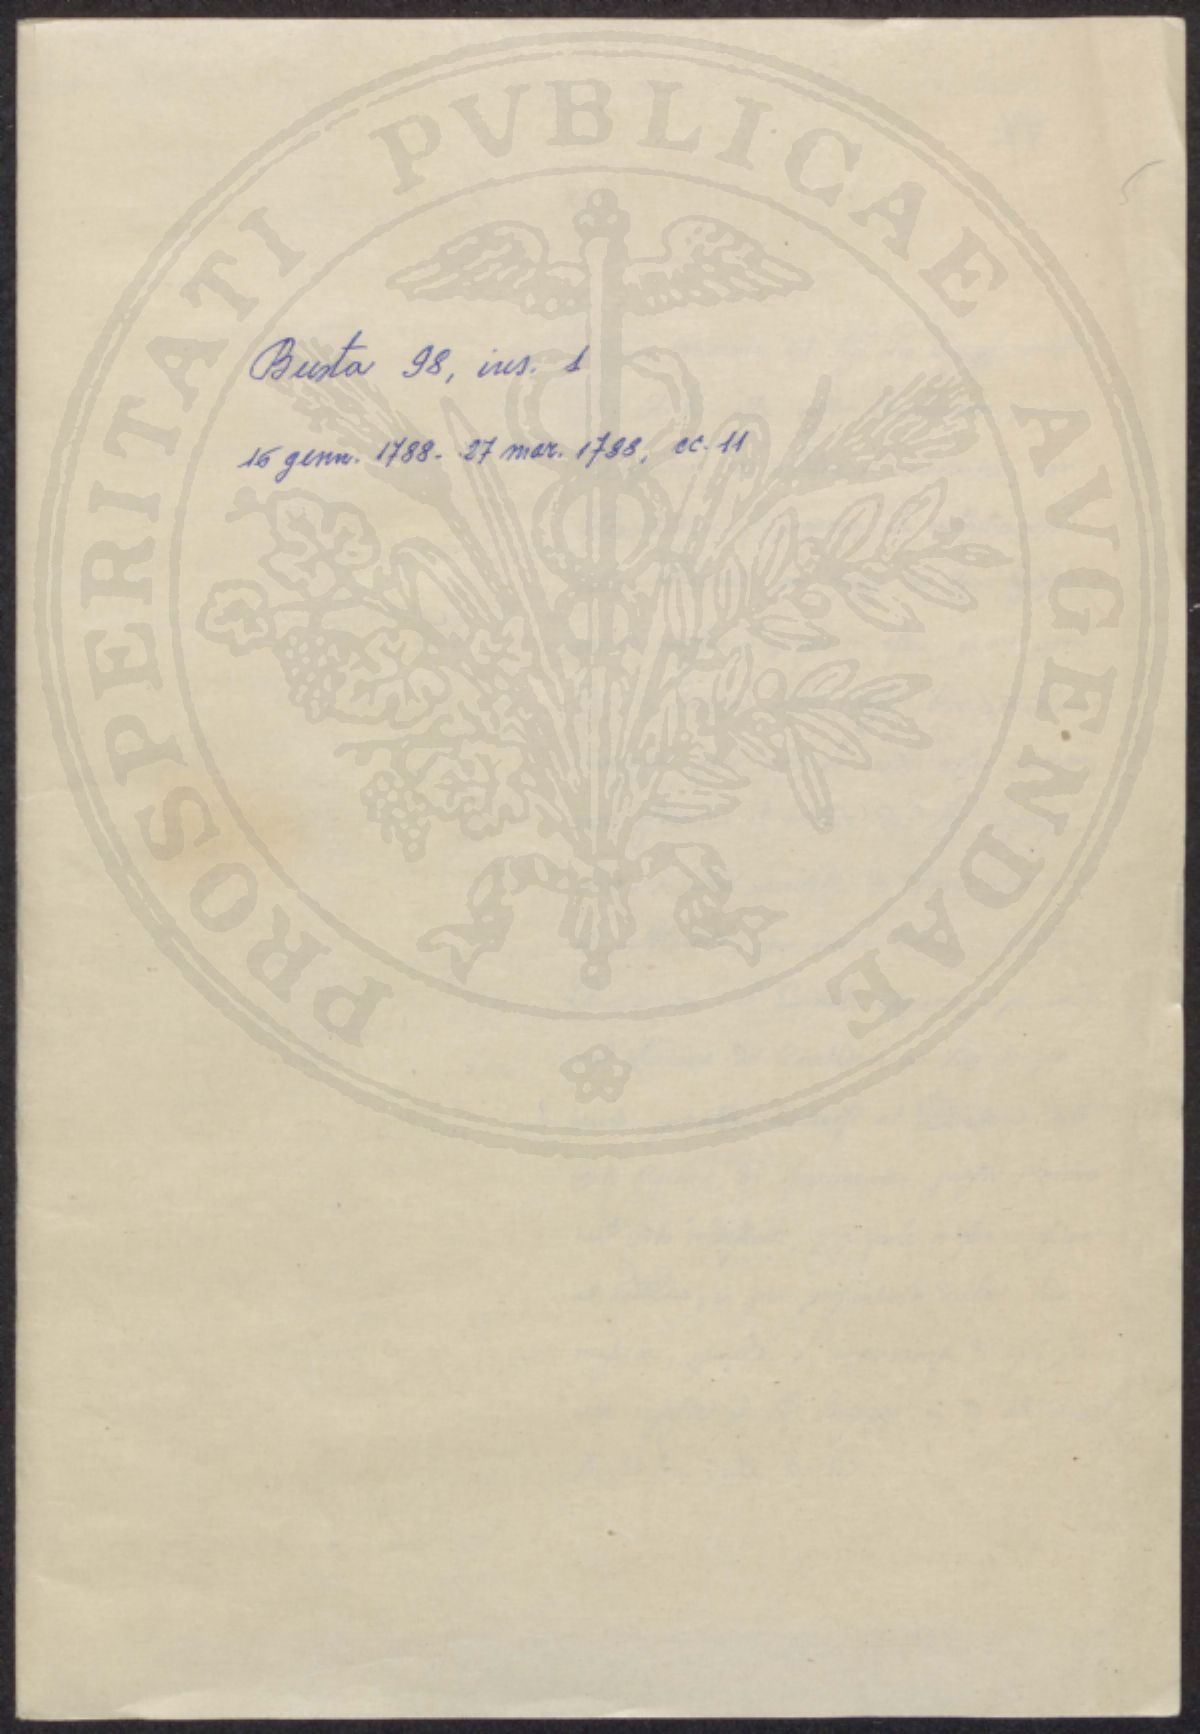 PROSPERITATI PVBLICAE AVGENDAE
Busta 98, ins. 1
16 genn. 1788 - 27 mar. 1788, cc. 11